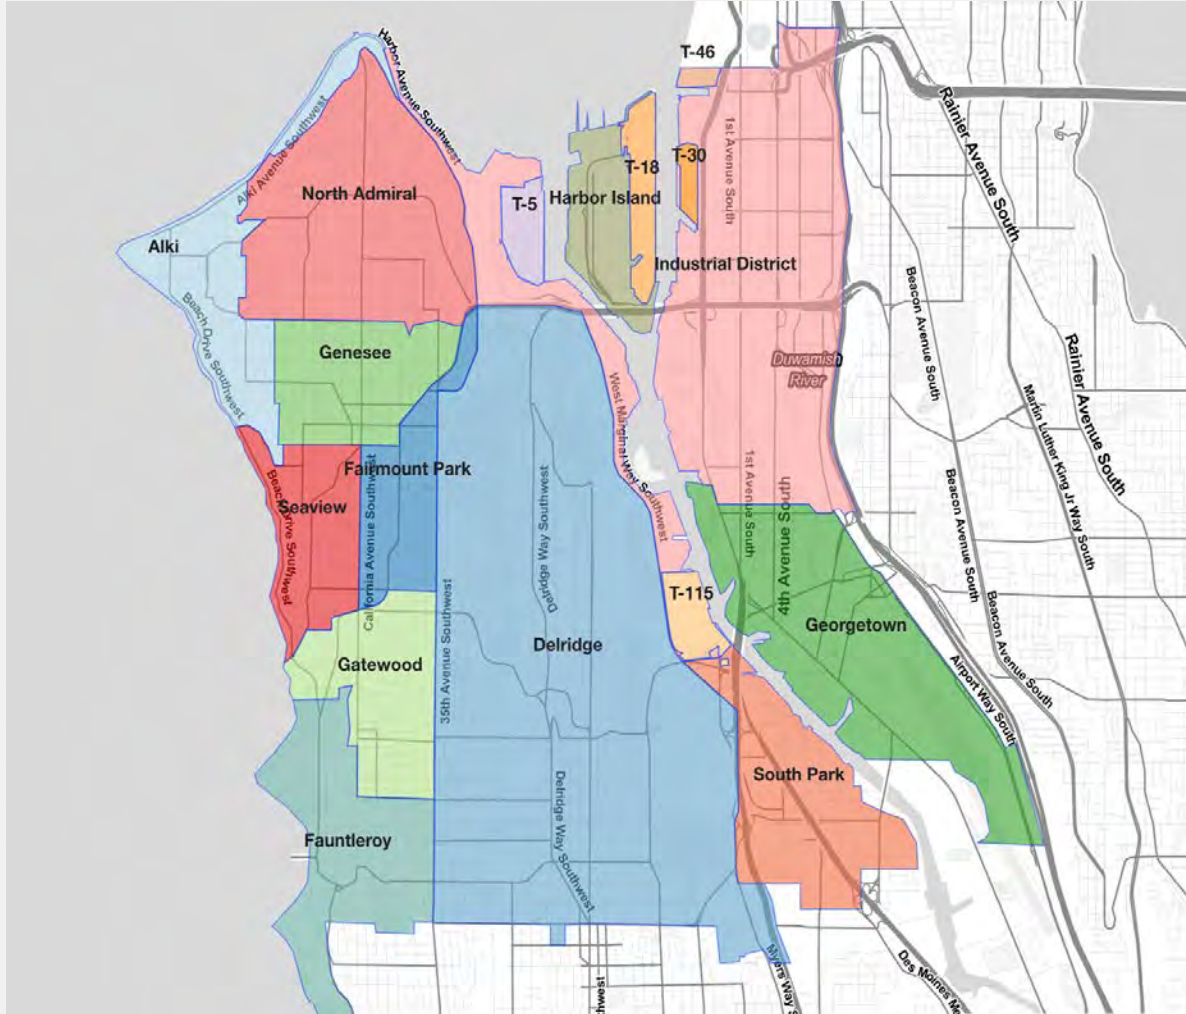 T-46
Harbor Avenue Southwest
Rainier Avenue South
Alki Avenue Southwest
1st Avenue South
T-30
T-18
North Admiral
T-5
Harbor Island
Alki
Industrial District
Beacon Avenue South
Beach Drive Southwest
Genesee
Duwamish
River
Rainier Avenue South
West Marginal Way Southwest
Martin Luther King Jr Way South
Fairmount Park
Delridge Way Southwest
1st Avenue South
4th Avenue South
Beacon Avenue South
Seaview
Beach Drive Southwest
California Avenue Southwest
T-115
35th Avenue Southwest
Georgetown
Beacon Avenue South
Delridge
Gatewood
Airport Way South
South Park
Delridge Way Southwest
Fauntleroy
Myers Way S
Des Moines Me
hwest